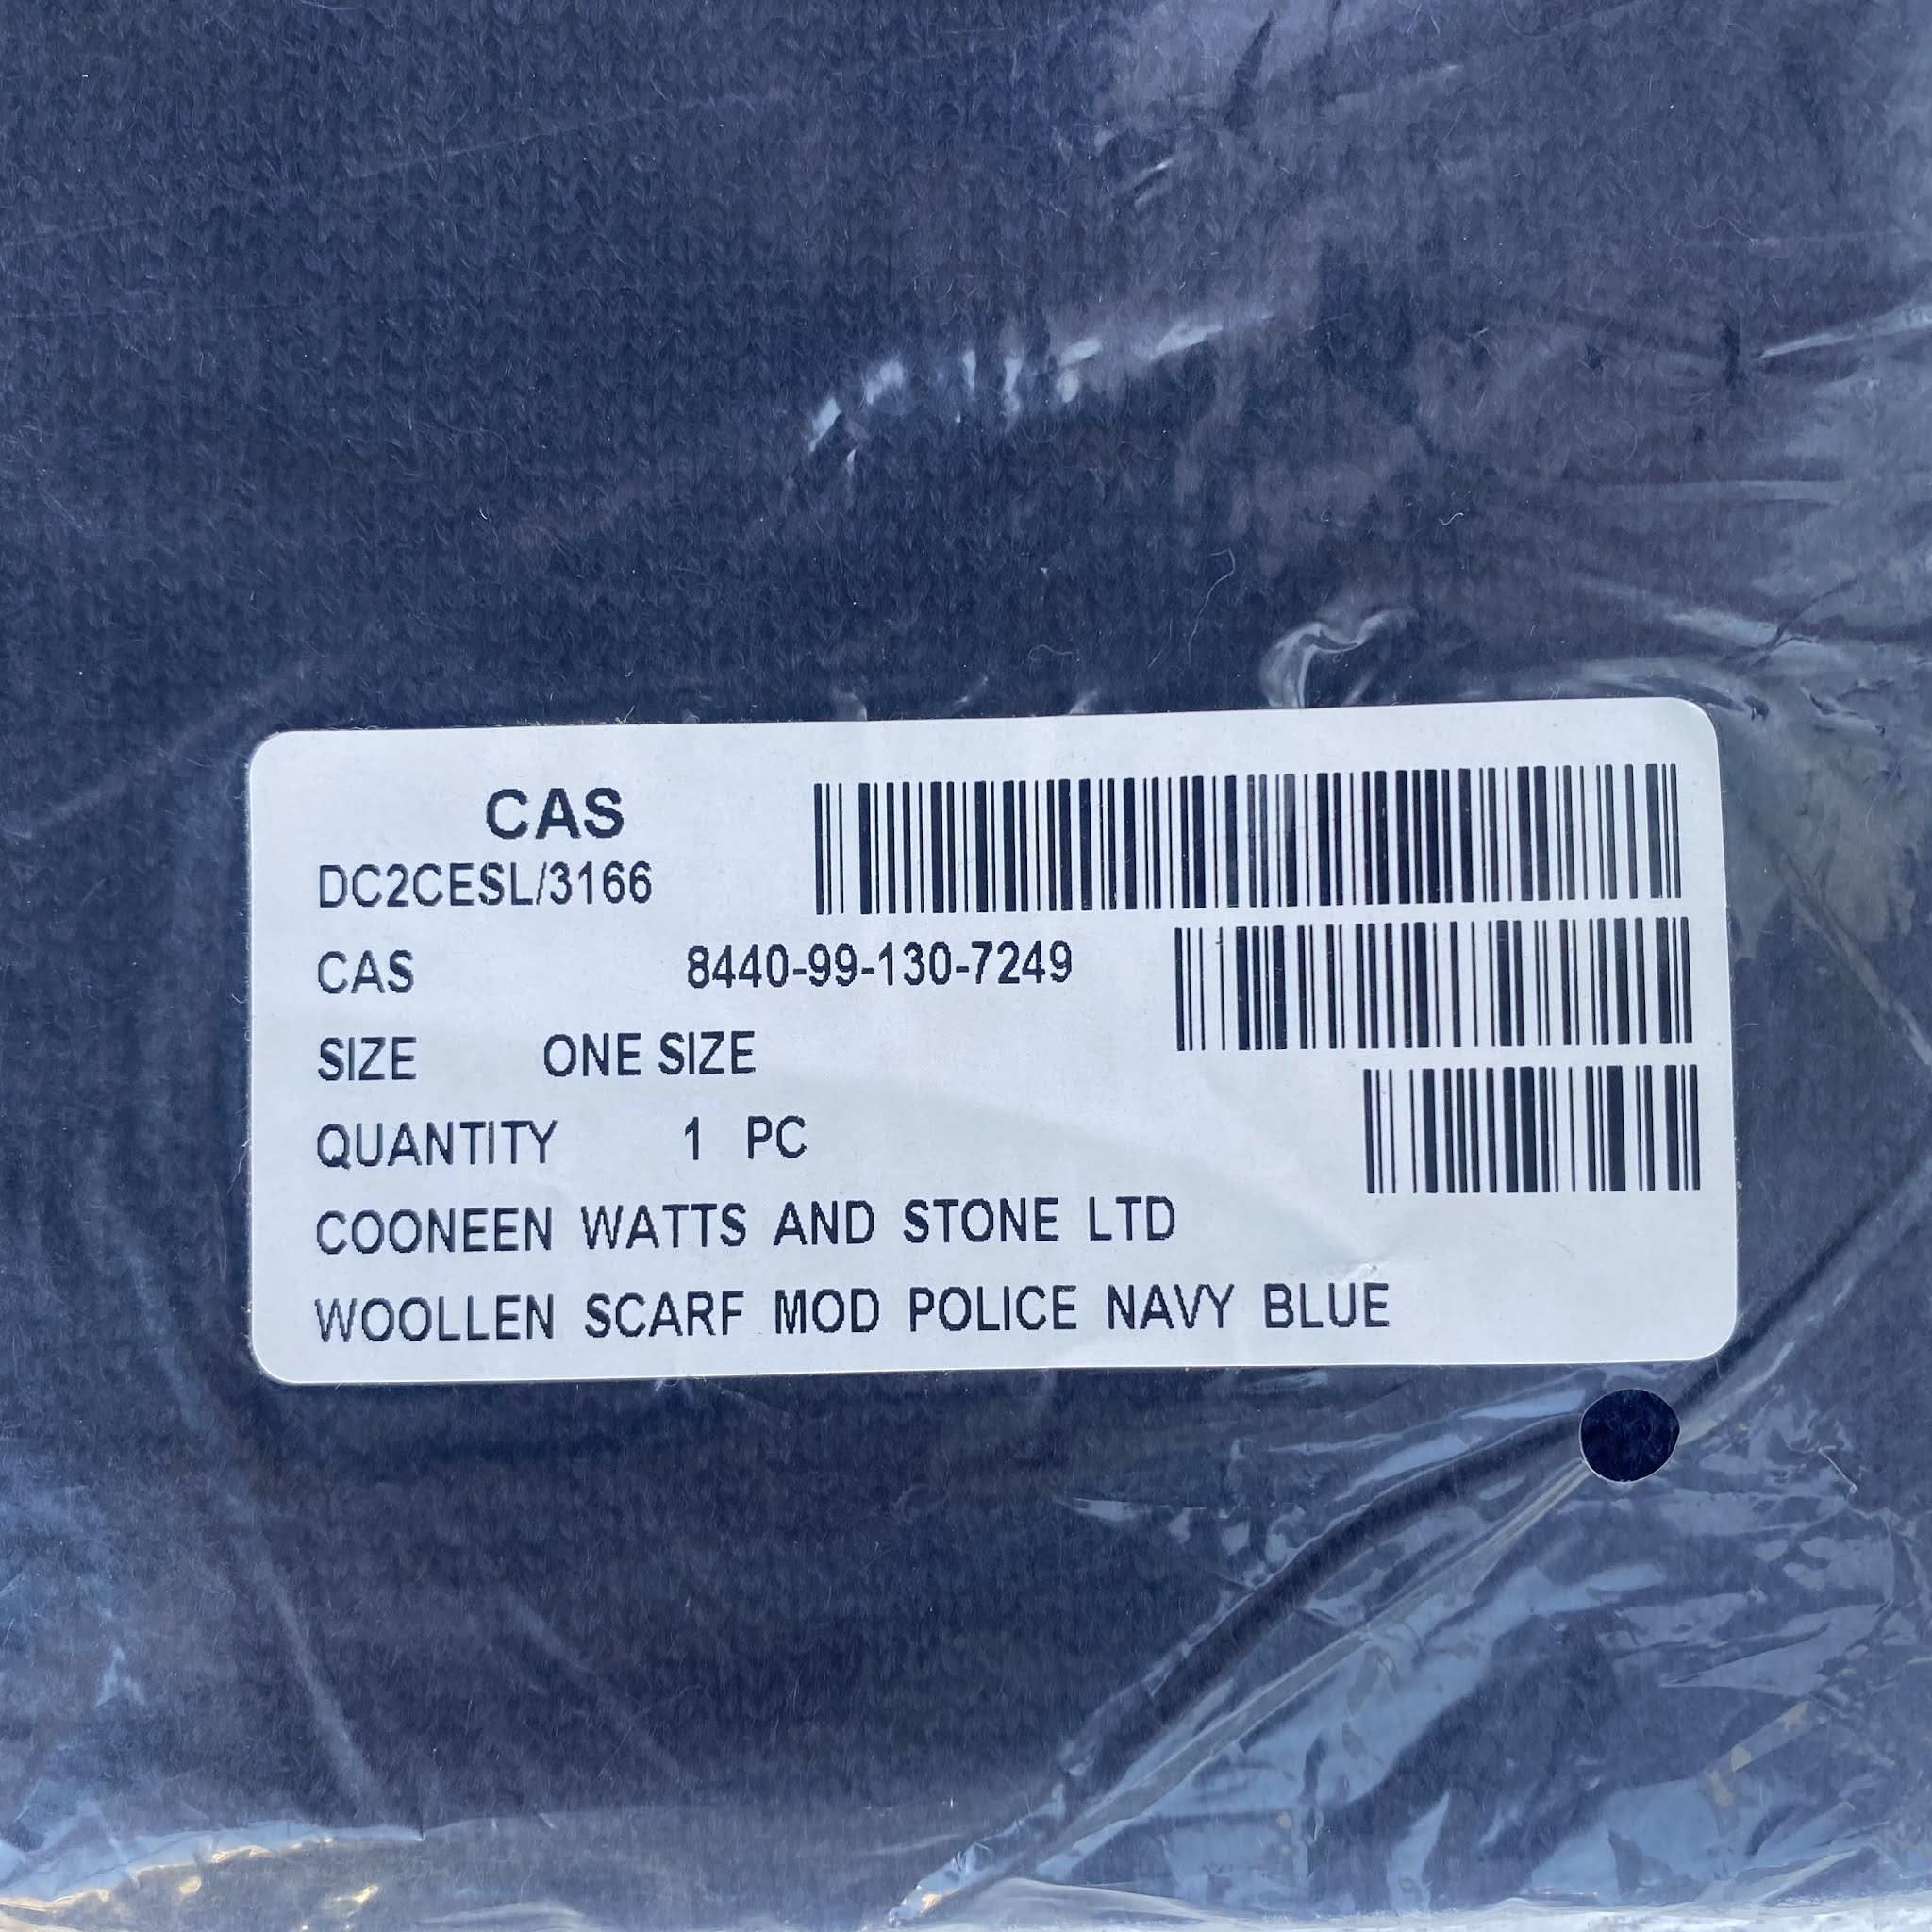 CAS
DC2CESL/3166
CAS 8440-99-130-7249
SIZE ONE SIZE
QUANTITY 1 PC
COONEEN WATTS AND STONE LTD
WOOLLEN SCARF MOD POLICE NAVY BLUE